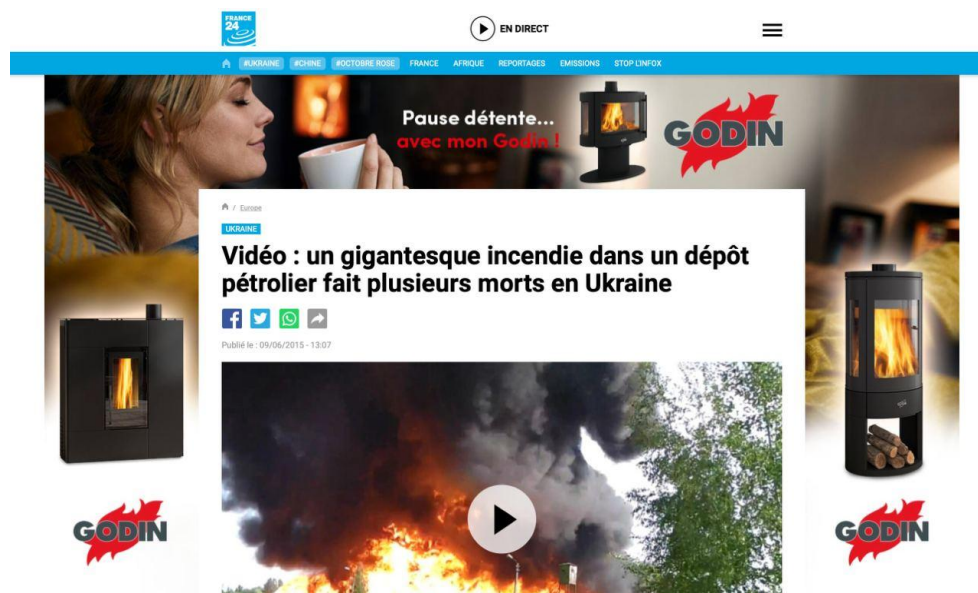 FRANCE
24
EN DIRECT
#UKRAINE #CHINE #OCTOBRE ROSE FRANCE AFRIQUE REPORTAGES EMISSIONS STOP L'INFOX
Pause détente...
avec mon Godin !
GODIN
/ Europe
UKRAINE
Vidéo : un gigantesque incendie dans un dépôt
pétrolier fait plusieurs morts en Ukraine
Publié le : 09/06/2015 - 13:07
GODIN
GODIN